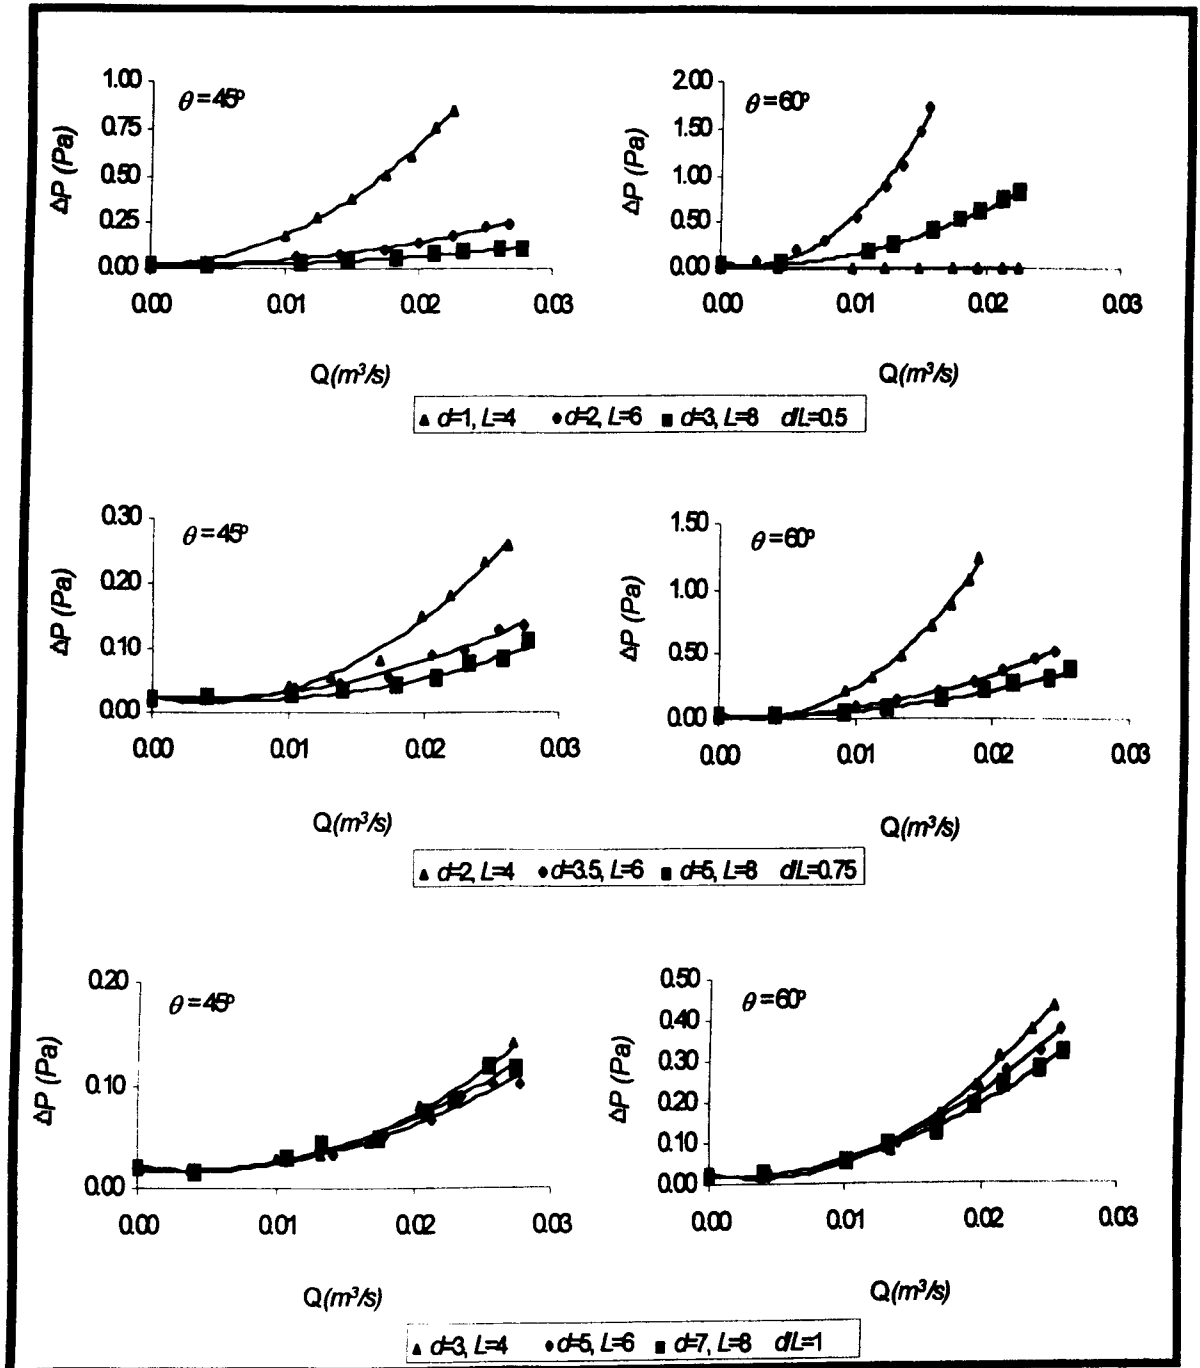 1.00
θ=45º
0.75
0.50
0.25
0.00
ΔP (Pa)
0.00 0.01 0.02 0.03
Q(m³/s)
2.00
θ=60º
1.50
1.00
0.50
0.00
ΔP (Pa)
0.00 0.01 0.02 0.03
Q(m³/s)
d=1, L=4 d=2, L=6 d=3, L=8 d/L=0.5
0.30
θ=45º
0.20
0.10
0.00
ΔP (Pa)
0.00 0.01 0.02 0.03
Q(m³/s)
1.50
θ=60º
1.00
0.50
0.00
ΔP (Pa)
0.00 0.01 0.02 0.03
Q(m³/s)
d=2, L=4 d=3.5, L=6 d=5, L=8 d/L=0.75
0.20
θ=45º
0.10
0.00
ΔP (Pa)
0.00 0.01 0.02 0.03
Q(m³/s)
0.50
θ=60º
0.40
0.30
0.20
0.10
0.00
ΔP (Pa)
0.00 0.01 0.02 0.03
Q(m³/s)
d=3, L=4 d=5, L=6 d=7, L=8 d/L=1